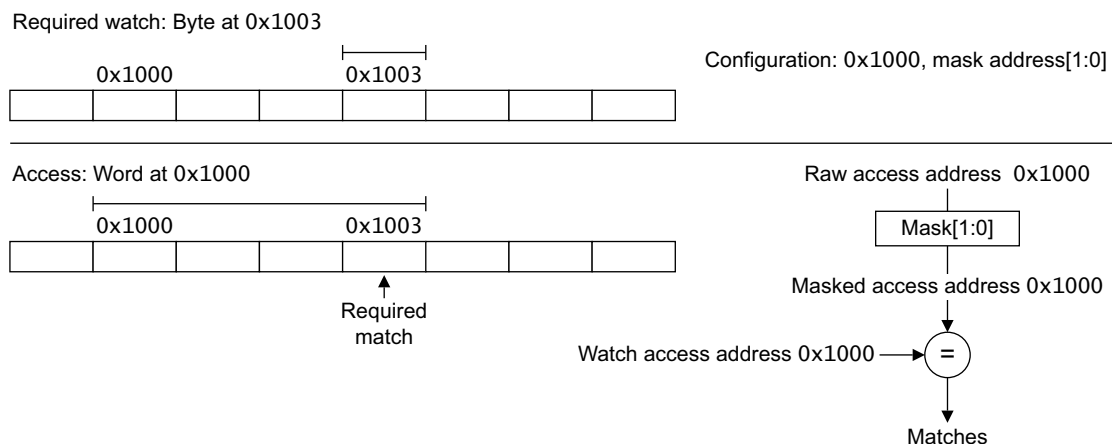 Required watch: Byte at 0x1003
0x1000 0x1003
Configuration: 0x1000, mask address[1:0]
Access: Word at 0x1000
0x1000 0x1003
Required
match
Raw access address 0x1000
Mask[1:0]
Masked access address 0x1000
Watch access address 0x1000
=
Matches